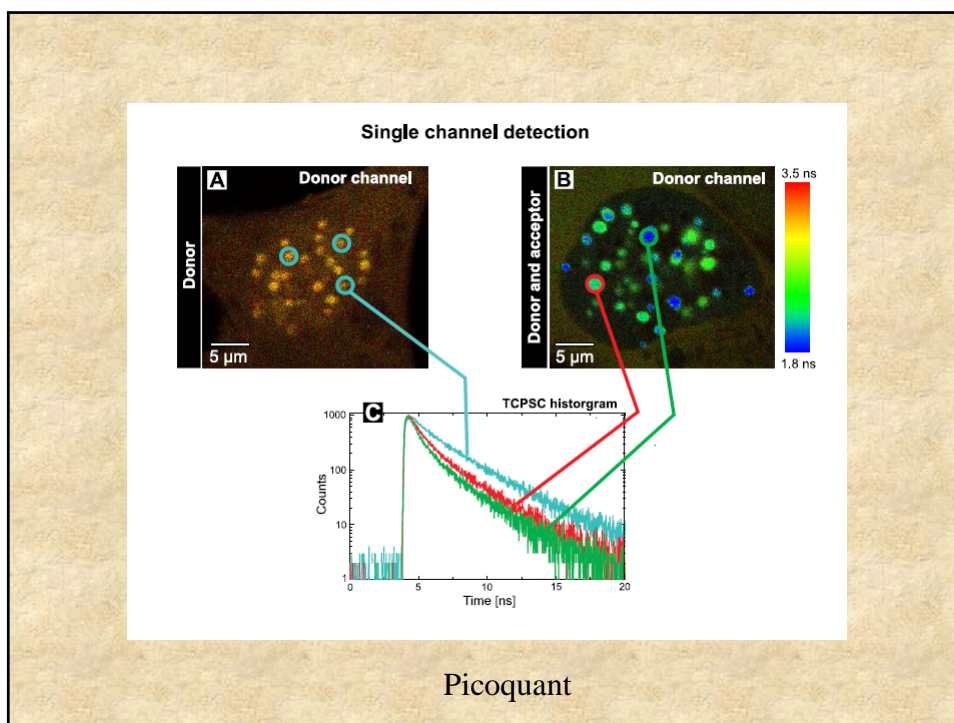 Single channel detection
A
Donor channel
Donor
5 µm
B
Donor channel
Donor and acceptor
5 µm
3.5 ns
1.8 ns
C
TCPSC historgram
Counts
1000
100
10
1
0
5
10
15
20
Time [ns]
Picoquant